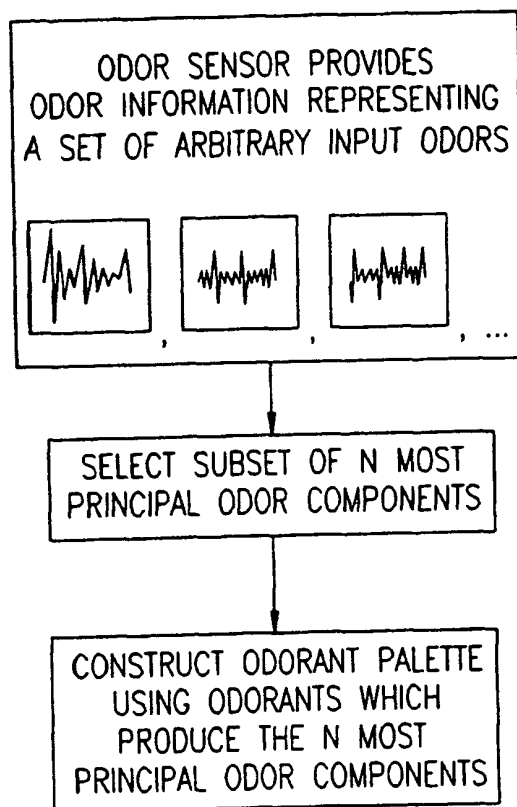 ODOR SENSOR PROVIDES
ODOR INFORMATION REPRESENTING
A SET OF ARBITRARY INPUT ODORS
, , , ...
SELECT SUBSET OF N MOST
PRINCIPAL ODOR COMPONENTS
CONSTRUCT ODORANT PALETTE
USING ODORANTS WHICH
PRODUCE THE N MOST
PRINCIPAL ODOR COMPONENTS